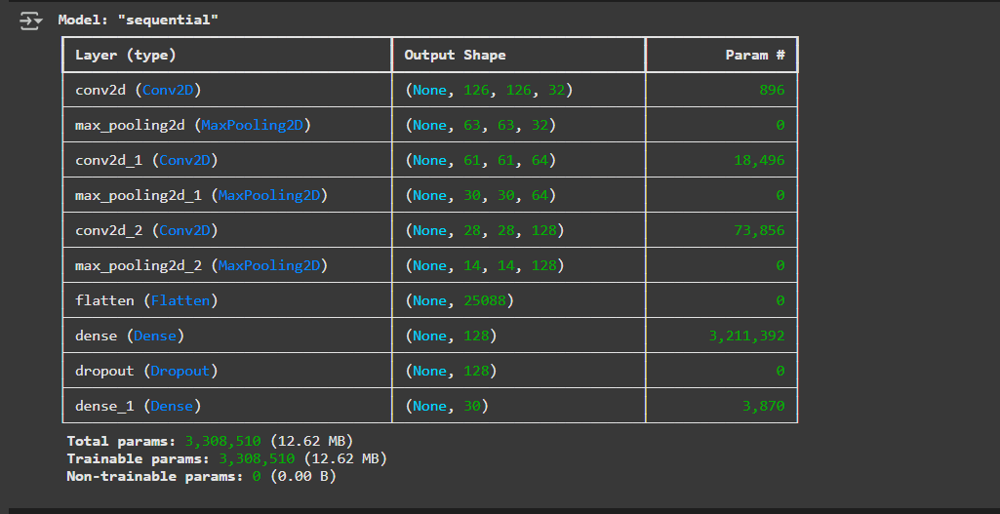 Model: "sequential"
Layer (type) Output Shape Param #
conv2d (Conv2D) (None, 126, 126, 32) 896
max_pooling2d (MaxPooling2D) (None, 63, 63, 32) 0
conv2d_1 (Conv2D) (None, 61, 61, 64) 18,496
max_pooling2d_1 (MaxPooling2D) (None, 30, 30, 64) 0
conv2d_2 (Conv2D) (None, 28, 28, 128) 73,856
max_pooling2d_2 (MaxPooling2D) (None, 14, 14, 128) 0
flatten (Flatten) (None, 25088) 0
dense (Dense) (None, 128) 3,211,392
dropout (Dropout) (None, 128) 0
dense_1 (Dense) (None, 30) 3,870
Total params: 3,308,510 (12.62 MB)
Trainable params: 3,308,510 (12.62 MB)
Non-trainable params: 0 (0.00 B)